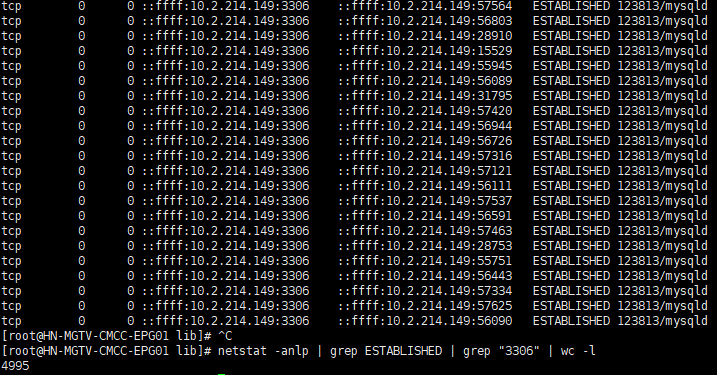 tcp 0 0 ::ffff:10.2.214.149:3306 ::ffff:10.2.214.149:57564 ESTABLISHED 123813/mysqld
tcp 0 0 ::ffff:10.2.214.149:3306 ::ffff:10.2.214.149:56803 ESTABLISHED 123813/mysqld
tcp 0 0 ::ffff:10.2.214.149:3306 ::ffff:10.2.214.149:28910 ESTABLISHED 123813/mysqld
tcp 0 0 ::ffff:10.2.214.149:3306 ::ffff:10.2.214.149:15529 ESTABLISHED 123813/mysqld
tcp 0 0 ::ffff:10.2.214.149:3306 ::ffff:10.2.214.149:55945 ESTABLISHED 123813/mysqld
tcp 0 0 ::ffff:10.2.214.149:3306 ::ffff:10.2.214.149:56089 ESTABLISHED 123813/mysqld
tcp 0 0 ::ffff:10.2.214.149:3306 ::ffff:10.2.214.149:31795 ESTABLISHED 123813/mysqld
tcp 0 0 ::ffff:10.2.214.149:3306 ::ffff:10.2.214.149:57420 ESTABLISHED 123813/mysqld
tcp 0 0 ::ffff:10.2.214.149:3306 ::ffff:10.2.214.149:56944 ESTABLISHED 123813/mysqld
tcp 0 0 ::ffff:10.2.214.149:3306 ::ffff:10.2.214.149:56726 ESTABLISHED 123813/mysqld
tcp 0 0 ::ffff:10.2.214.149:3306 ::ffff:10.2.214.149:57316 ESTABLISHED 123813/mysqld
tcp 0 0 ::ffff:10.2.214.149:3306 ::ffff:10.2.214.149:57121 ESTABLISHED 123813/mysqld
tcp 0 0 ::ffff:10.2.214.149:3306 ::ffff:10.2.214.149:56111 ESTABLISHED 123813/mysqld
tcp 0 0 ::ffff:10.2.214.149:3306 ::ffff:10.2.214.149:57537 ESTABLISHED 123813/mysqld
tcp 0 0 ::ffff:10.2.214.149:3306 ::ffff:10.2.214.149:56591 ESTABLISHED 123813/mysqld
tcp 0 0 ::ffff:10.2.214.149:3306 ::ffff:10.2.214.149:57463 ESTABLISHED 123813/mysqld
tcp 0 0 ::ffff:10.2.214.149:3306 ::ffff:10.2.214.149:28753 ESTABLISHED 123813/mysqld
tcp 0 0 ::ffff:10.2.214.149:3306 ::ffff:10.2.214.149:55751 ESTABLISHED 123813/mysqld
tcp 0 0 ::ffff:10.2.214.149:3306 ::ffff:10.2.214.149:56443 ESTABLISHED 123813/mysqld
tcp 0 0 ::ffff:10.2.214.149:3306 ::ffff:10.2.214.149:57334 ESTABLISHED 123813/mysqld
tcp 0 0 ::ffff:10.2.214.149:3306 ::ffff:10.2.214.149:57625 ESTABLISHED 123813/mysqld
tcp 0 0 ::ffff:10.2.214.149:3306 ::ffff:10.2.214.149:56090 ESTABLISHED 123813/mysqld
[root@HN-MGTV-CMCC-EPG01 lib]# ^C
[root@HN-MGTV-CMCC-EPG01 lib]# netstat -anlp | grep ESTABLISHED | grep "3306" | wc -l
4995